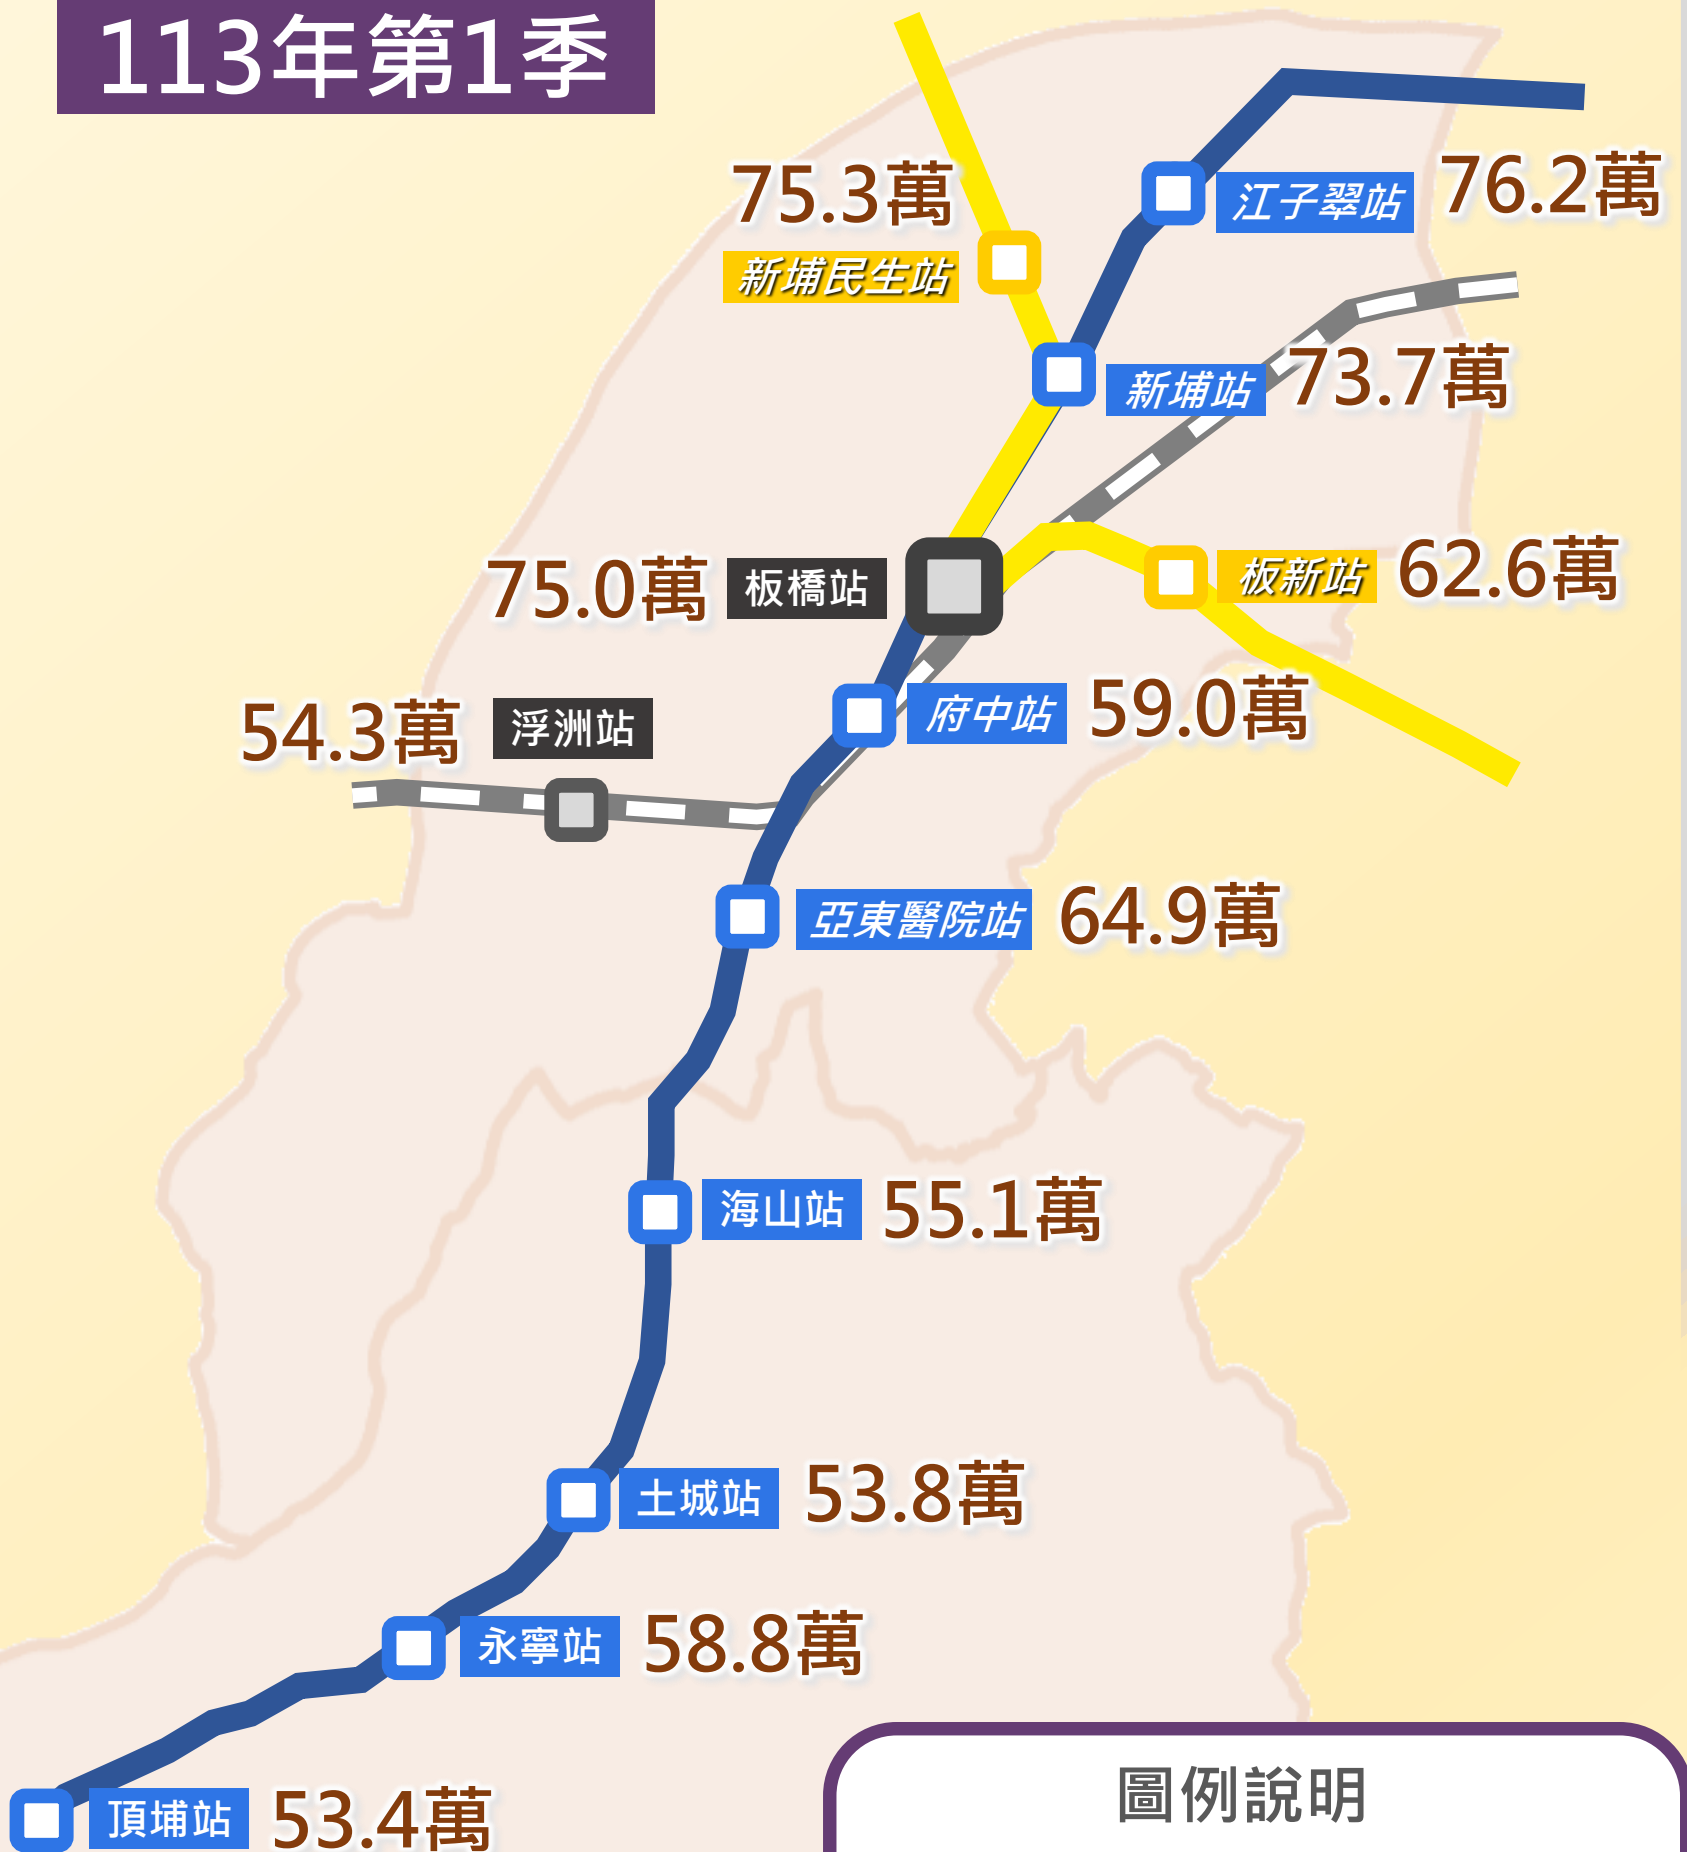 113年第1季
75.3萬
新埔民生站
江子翠站
76.2萬
新埔站
73.7萬
75.0萬
板橋站
板新站
62.6萬
54.3萬
浮洲站
府中站
59.0萬
亞東醫院站
64.9萬
海山站
55.1萬
土城站
53.8萬
永寧站
58.8萬
頂埔站
53.4萬
圖例說明